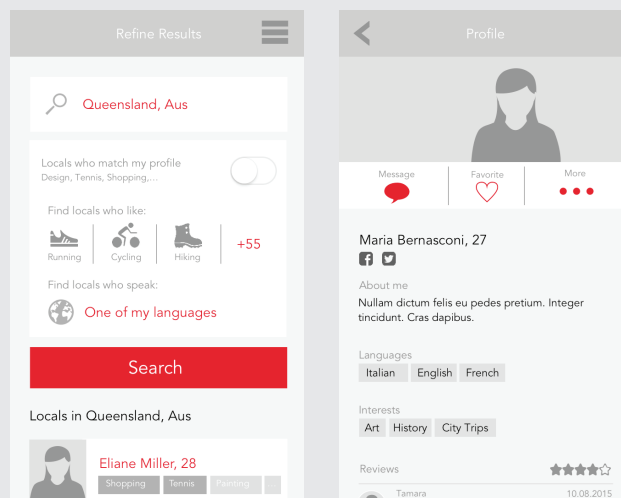 Refine Results
Queensland, Aus
Locals who match my profile
Design, Tennis, Shopping,...
Find locals who like:
Running
Cycling
Hiking
+55
Find locals who speak:
One of my languages
Search
Locals in Queensland, Aus
Eliane Miller, 28
Shopping
Tennis
Painting
...
Profile
Message
Favorite
More
Maria Bernasconi, 27
About me
Nullam dictum felis eu pedes pretium. Integer
tincidunt. Cras dapibus.
Languages
Italian
English
French
Interests
Art
History
City Trips
Reviews
Tamara
10.08.2015